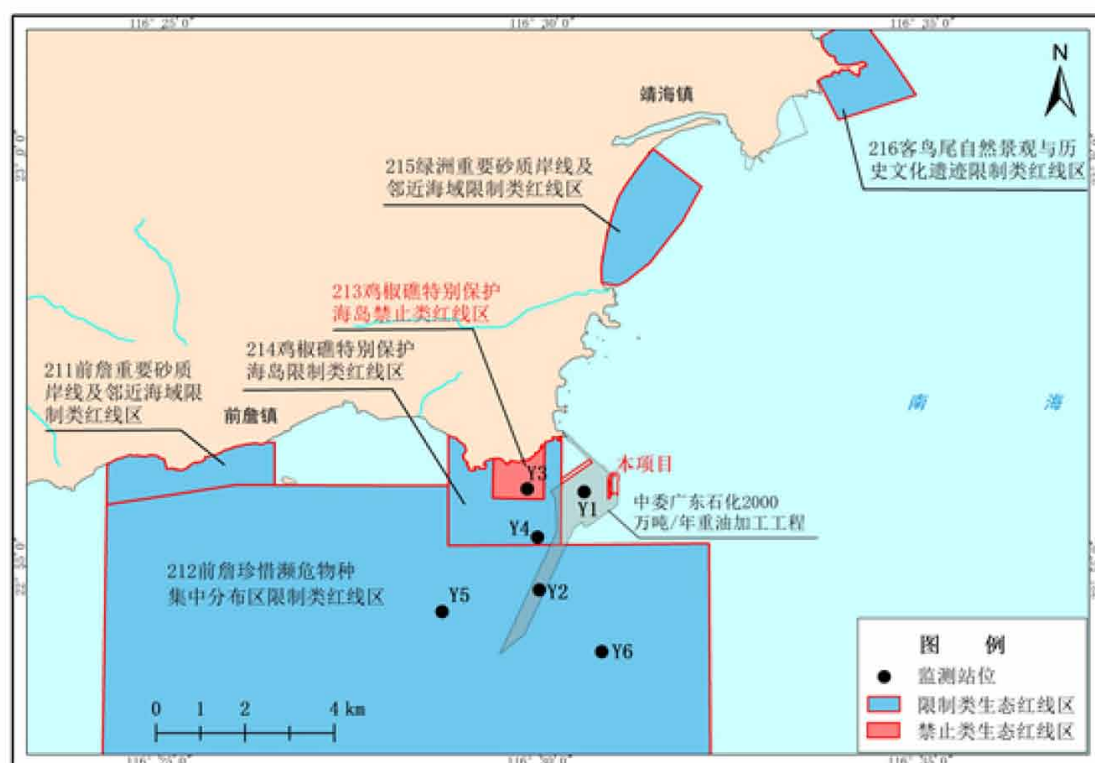 116°25′0″
116°30′0″
116°35′0″
N
靖海镇
215绿洲重要砂质岸线及
邻近海域限制类红线区
216客鸟尾自然景观与历
史文化遗迹限制类红线区
213鸡椒礁特别保护
海岛禁止类红线区
214鸡椒礁特别保护
海岛限制类红线区
211前詹重要砂质
岸线及邻近海域限
制类红线区
前詹镇
南 海
本项目
Y3
Y1
中委广东石化2000
万吨/年重油加工工程
Y4
212前詹珍惜濒危物种
集中分布区限制类红线区
Y5
Y2
Y6
图 例
监测站位
限制类生态红线区
禁止类生态红线区
0 1 2 4 km
116°25′0″
116°30′0″
116°35′0″